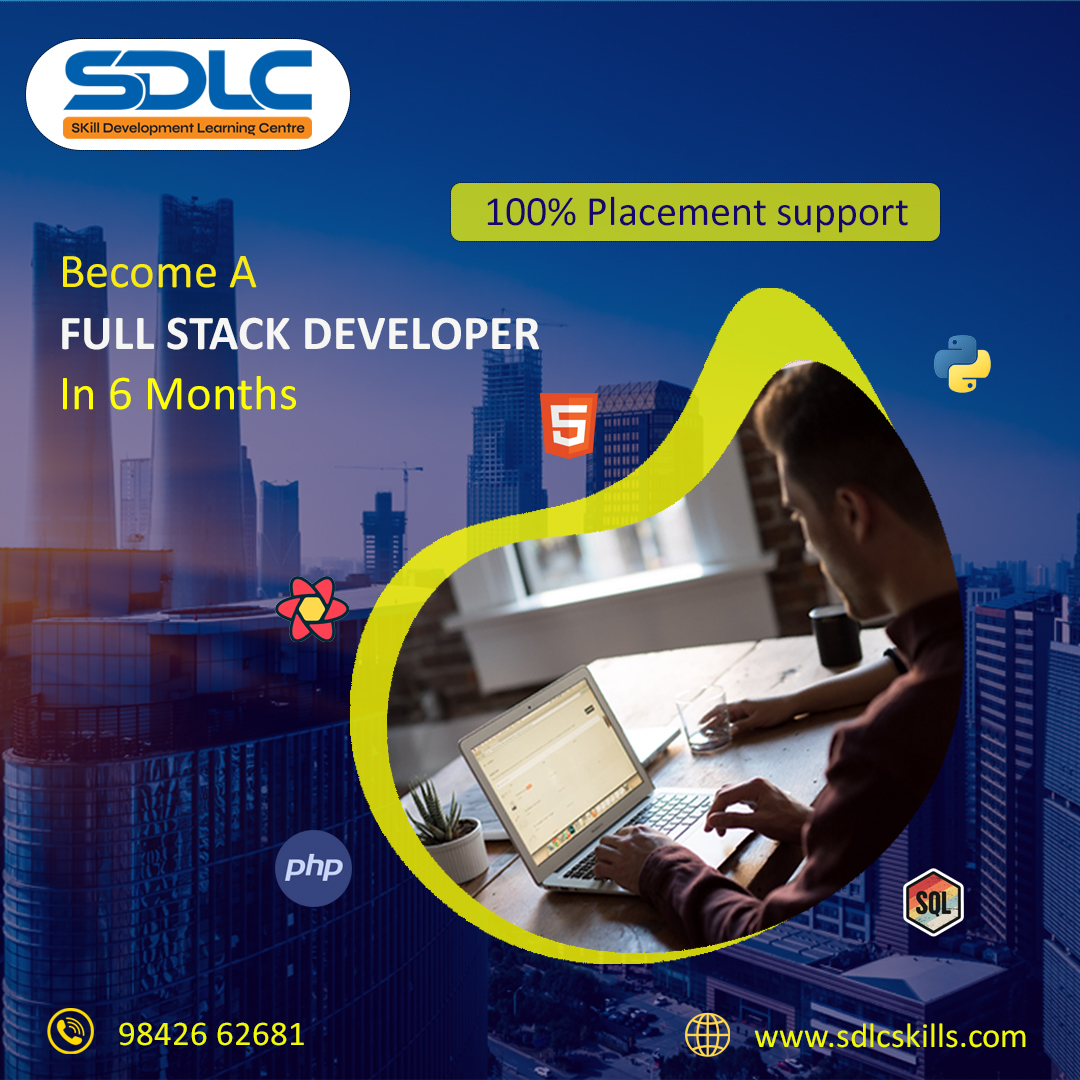 SDLC
SKill Development Learning Centre
100% Placement support
Become A
FULL STACK DEVELOPER
In 6 Months
5
php
SQL
98426 62681
www.sdlcskills.com